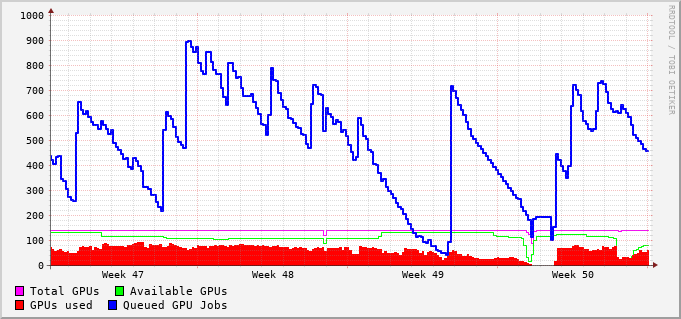 1000
900
800
700
600
500
400
300
200
100
0
Week 47 Week 48 Week 49 Week 50
Total GPUs Available GPUs
GPUs used Queued GPU Jobs
RRDTOOL / TOBI OETIKER